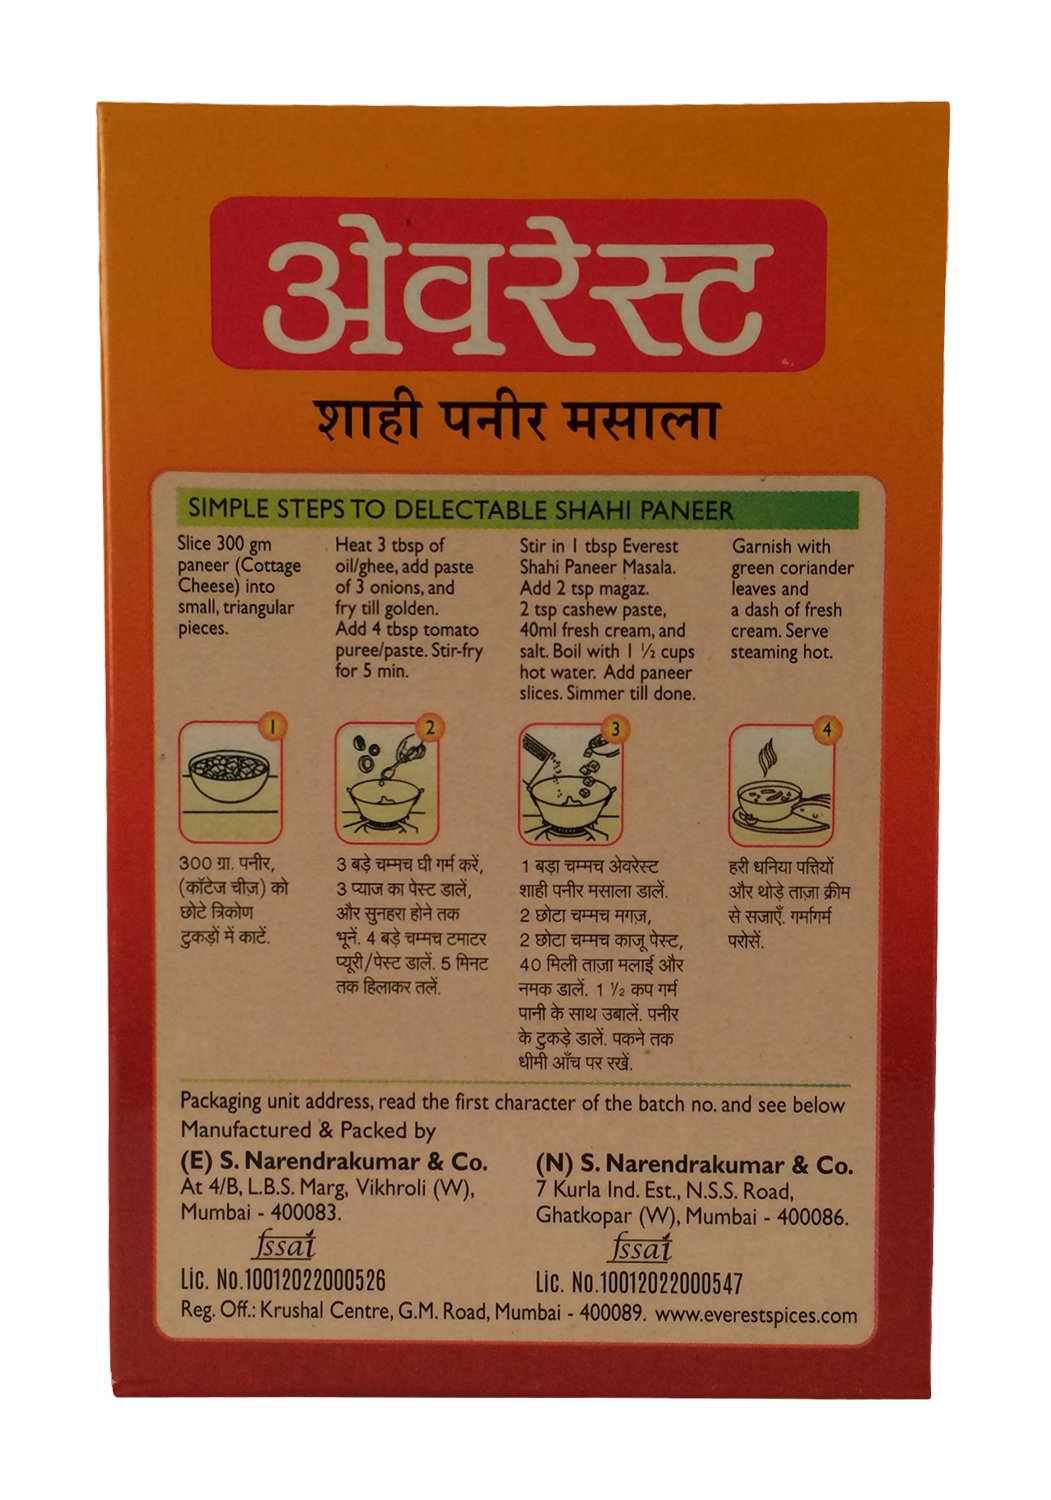 अेवरेस्ट
शाही पनीर मसाला
SIMPLE STEPS TO DELECTABLE SHAHI PANEER
Slice 300 gm
paneer (Cottage
Cheese) into
small, triangular
pieces.
Heat 3 tbsp of
oil/ghee, add paste
of 3 onions, and
fry till golden.
Add 4 tbsp tomato
puree/paste. Stir-fry
for 5 min.
Stir in 1 tbsp Everest
Shahi Paneer Masala.
Add 2 tsp magaz.
2 tsp cashew paste,
40ml fresh cream, and
salt. Boil with 1 ½ cups
hot water. Add paneer
slices. Simmer till done.
Garnish with
green coriander
leaves and
a dash of fresh
cream. Serve
steaming hot.
1
2
3
4
300 ग्रा. पनीर,
(कॉटेज चीज़) को
छोटे त्रिकोण
टुकड़ों में काटें.
3 बड़े चम्मच घी गर्म करें,
3 प्याज का पेस्ट डालें,
और सुनहरा होने तक
भूनें. 4 बड़े चम्मच टमाटर
प्यूरी/पेस्ट डालें. 5 मिनट
तक हिलाकर तलें.
1 बड़ा चम्मच अेवरेस्ट
शाही पनीर मसाला डालें.
2 छोटा चम्मच मगज़,
2 छोटा चम्मच काजू पेस्ट,
40 मिली ताज़ा मलाई और
नमक डालें. 1 ½ कप गर्म
पानी के साथ उबालें. पनीर
के टुकड़े डालें. पकने तक
धीमी आँच पर रखें.
हरी धनिया पत्तियों
और थोड़े ताज़ा क्रीम
से सजाएँ. गर्मागर्म
परोसें.
Packaging unit address, read the first character of the batch no. and see below
Manufactured & Packed by
(E) S. Narendrakumar & Co.
At 4/B, L.B.S. Marg, Vikhroli (W),
Mumbai - 400083.
fssai
Lic. No.10012022000526
(N) S. Narendrakumar & Co.
7 Kurla Ind. Est., N.S.S. Road,
Ghatkopar (W), Mumbai - 400086.
fssai
Lic. No.10012022000547
Reg. Off.: Krushal Centre, G.M. Road, Mumbai - 400089. www.everestspices.com